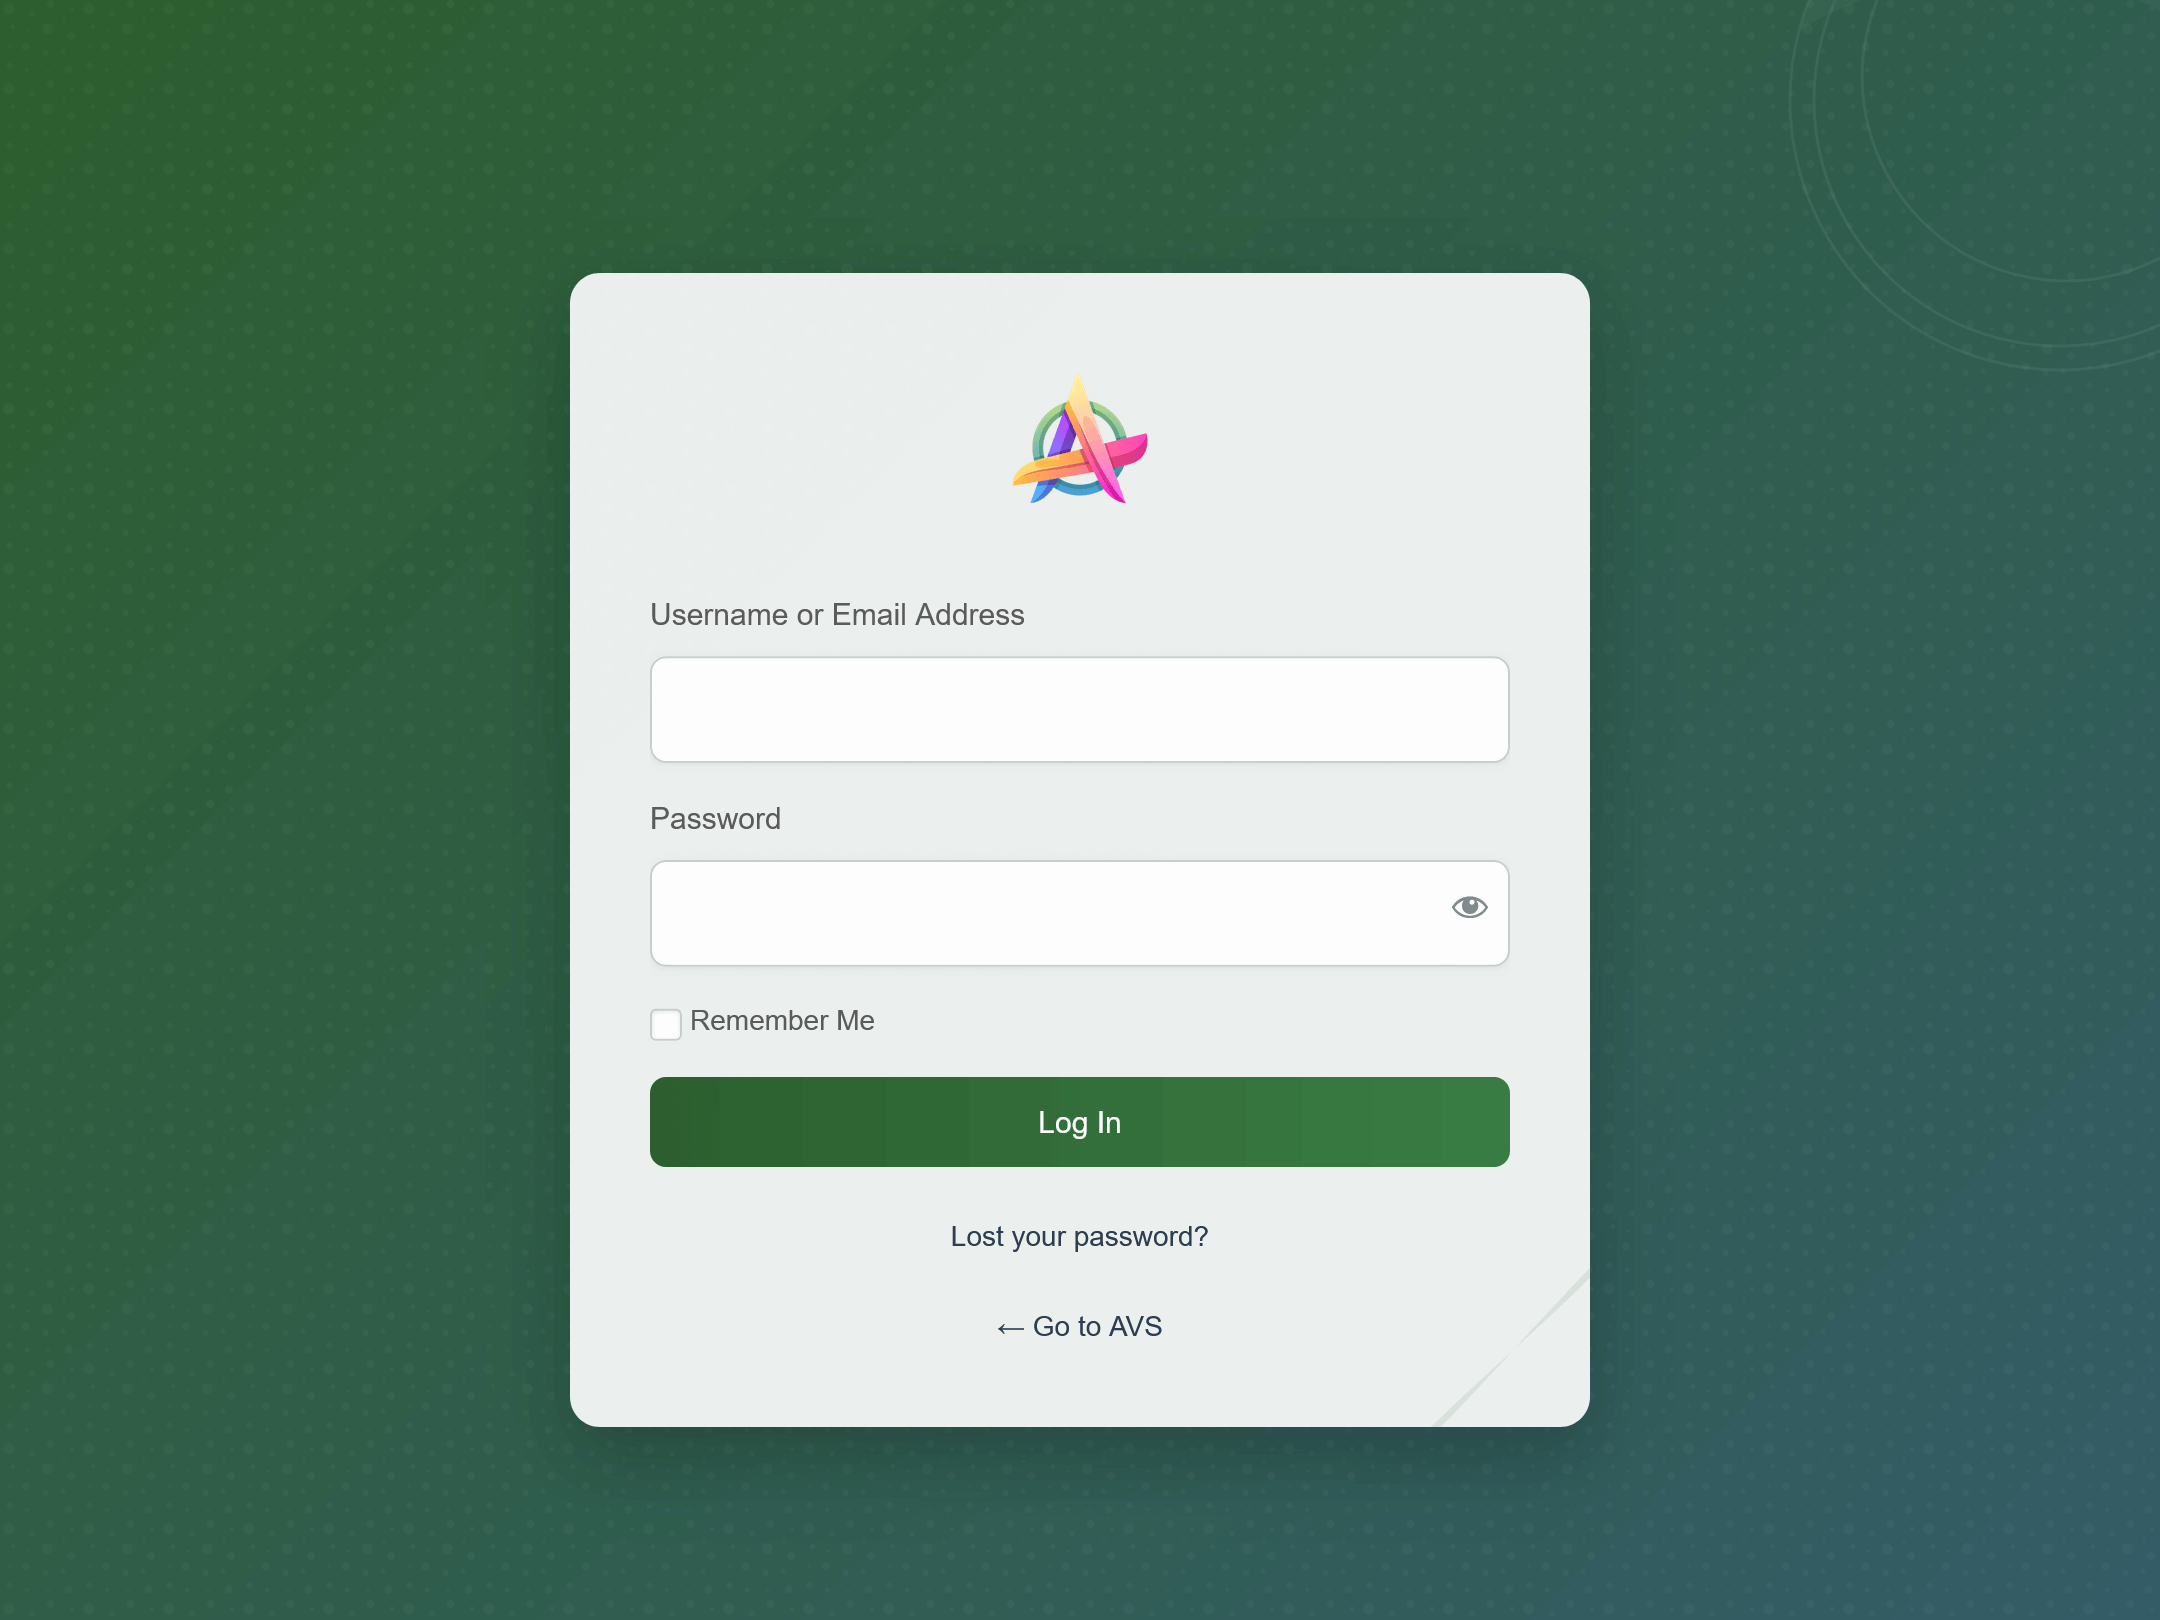 Username or Email Address
Password
Remember Me
Log In
Lost your password?
← Go to AVS